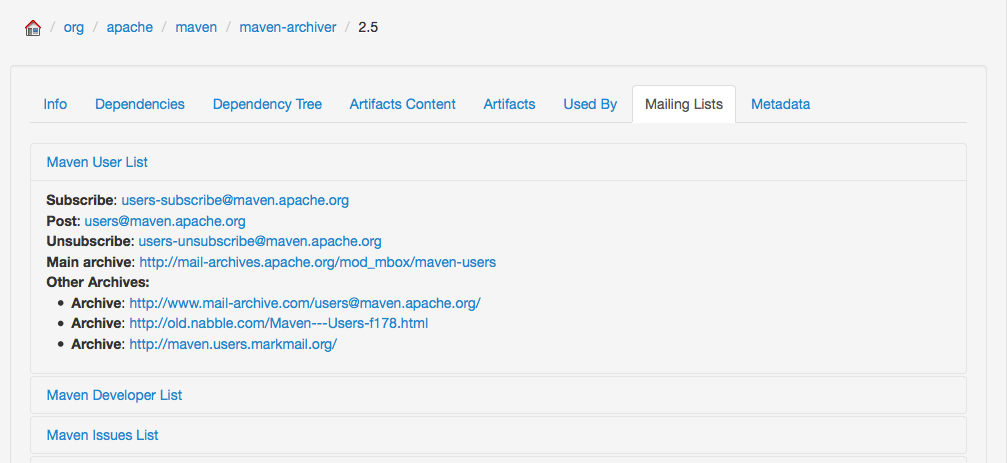 / org / apache / maven / maven-archiver / 2.5
Info Dependencies Dependency Tree Artifacts Content Artifacts Used By Mailing Lists Metadata
Maven User List
Subscribe: users-subscribe@maven.apache.org
Post: users@maven.apache.org
Unsubscribe: users-unsubscribe@maven.apache.org
Main archive: http://mail-archives.apache.org/mod_mbox/maven-users
Other Archives:
• Archive: http://www.mail-archive.com/users@maven.apache.org/
• Archive: http://old.nabble.com/Maven---Users-f178.html
• Archive: http://maven.users.markmail.org/
Maven Developer List
Maven Issues List